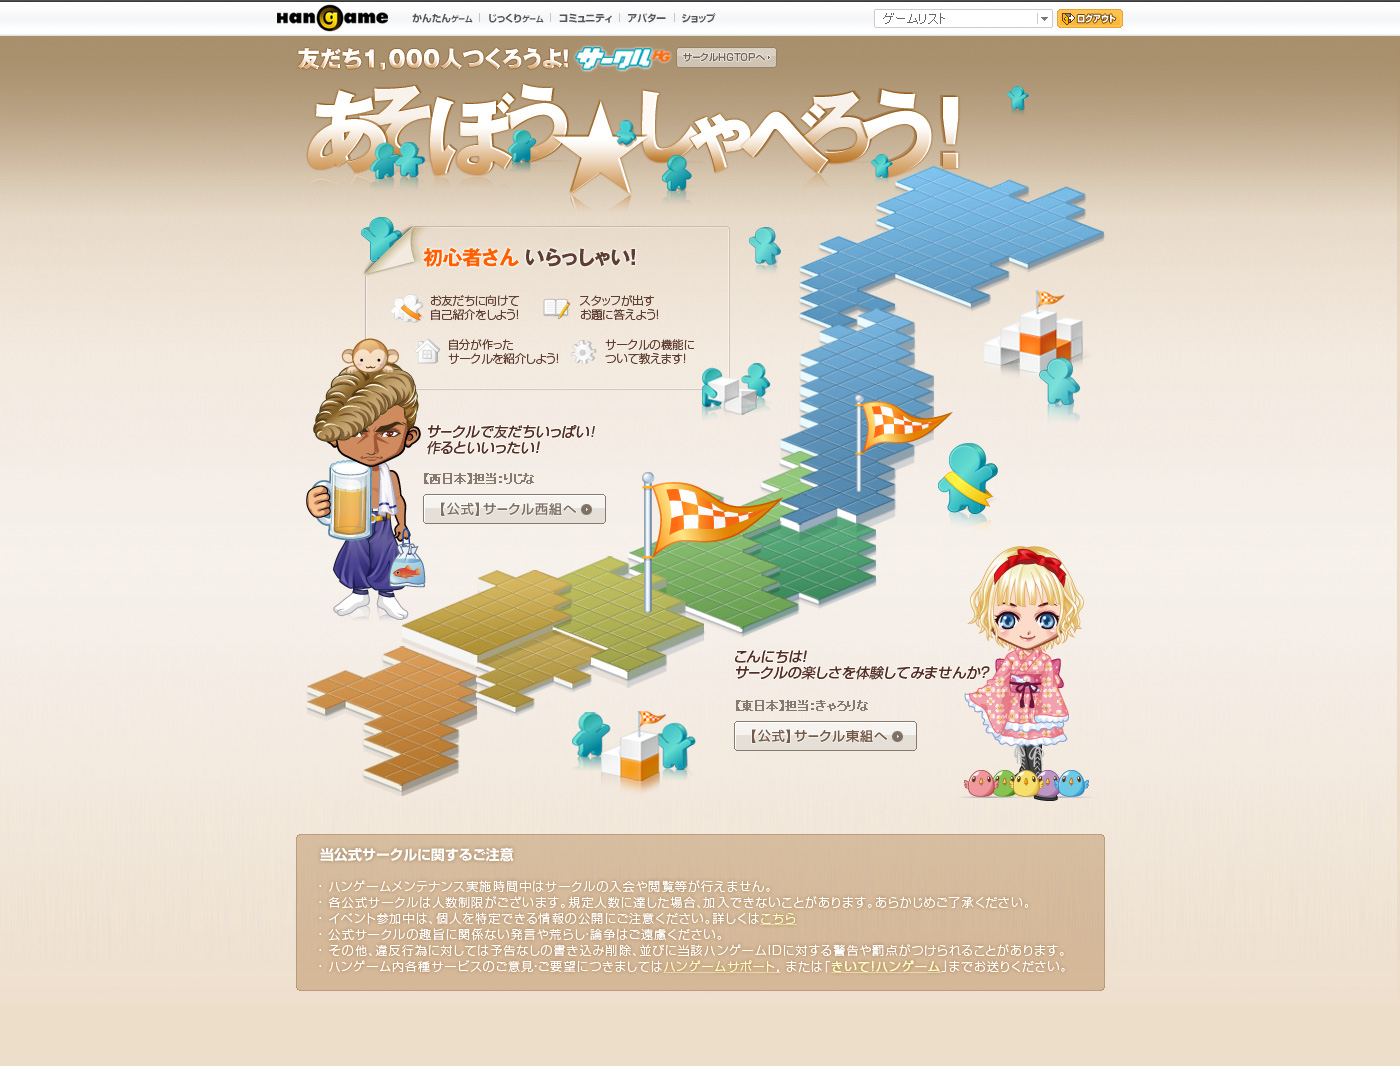 Hangame
かんたんゲーム
じっくりゲーム
コミュニティ
アバター
ショップ
ゲームリスト
ログアウト
友だち1,000人つくろうよ! サークルHG
サークルHGTOPへ
あそぼう★しゃべろう!
初心者さん いらっしゃい!
お友だちに向けて
自己紹介をしよう!
スタッフが出す
お題に答えよう!
自分が作った
サークルを紹介しよう!
サークルの機能に
ついて教えます!
サークルで友だちいっぱい!
作るといいったい!
【西日本】担当:りじな
【公式】サークル西組へ
こんにちは!
サークルの楽しさを体験してみませんか?
【東日本】担当:きゃろりな
【公式】サークル東組へ
当公式サークルに関するご注意
・ハンゲームメンテナンス実施時間中はサークルの入会や閲覧等が行えません。
・各公式サークルは人数制限がございます。規定人数に達した場合、加入できないことがあります。あらかじめご了承ください。
・イベント参加中は、個人を特定できる情報の公開にご注意ください。詳しくはこちら
・公式サークルの趣旨に関係ない発言や荒らし・論争はご遠慮ください。
・その他、違反行為に対しては予告なしの書き込み削除、並びに当該ハンゲームIDに対する警告や罰点がつけられることがあります。
・ハンゲーム内各種サービスのご意見・ご要望につきましてはハンゲームサポート, または「きいて!ハンゲーム」までお送りください。